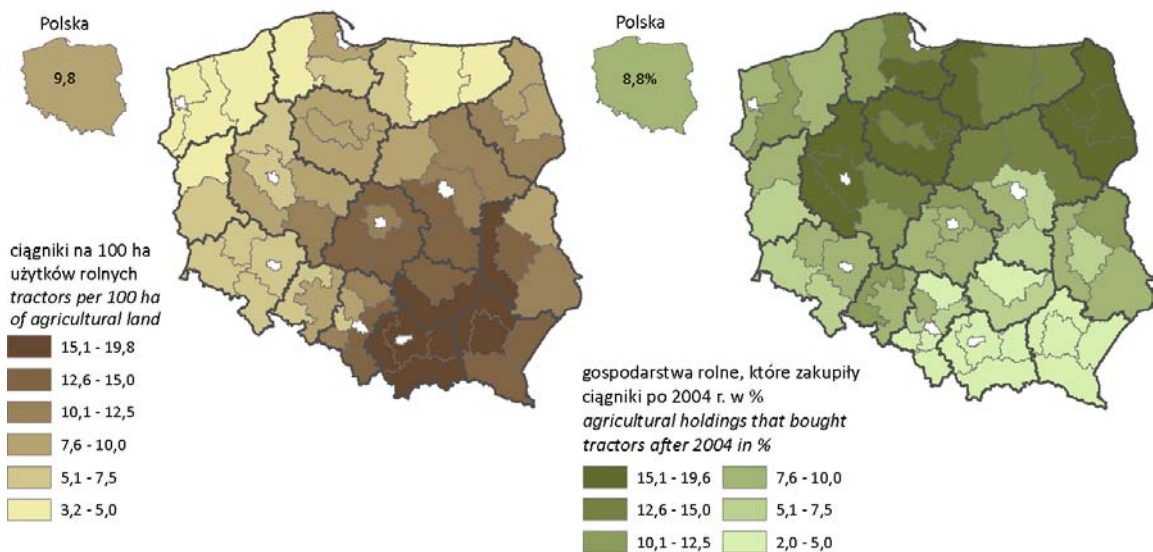 Polska
9,8
ciągniki na 100 ha
użytków rolnych
tractors per 100 ha
of agricultural land
15,1 - 19,8
12,6 - 15,0
10,1 - 12,5
7,6 - 10,0
5,1 - 7,5
3,2 - 5,0
Polska
8,8%
gospodarstwa rolne, które zakupiły
ciągniki po 2004 r. w %
agricultural holdings that bought
tractors after 2004 in %
15,1 - 19,6
12,6 - 15,0
10,1 - 12,5
7,6 - 10,0
5,1 - 7,5
2,0 - 5,0